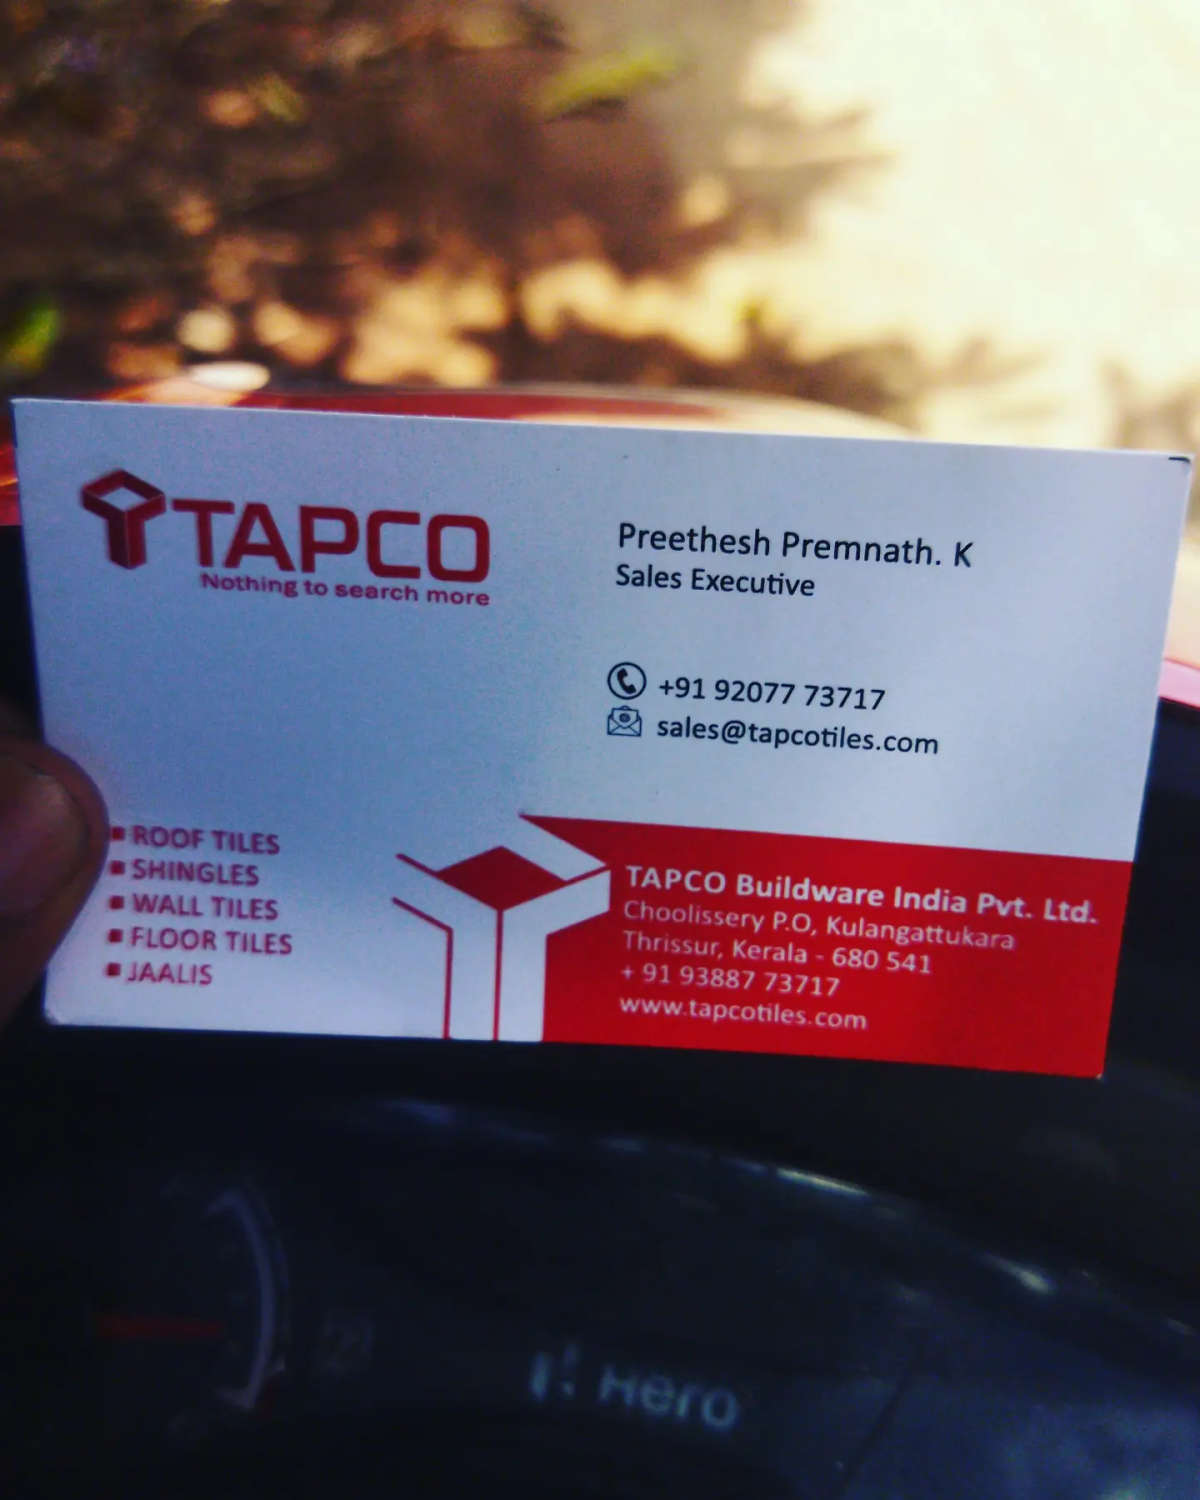 TAPCO
Nothing to search more
Preethesh Premnath. K
Sales Executive
+91 92077 73717
sales@tapcotiles.com
ROOF TILES
SHINGLES
WALL TILES
FLOOR TILES
JAALIS
TAPCO Buildware India Pvt. Ltd.
Choolissery P.O, Kulangattukara
Thrissur, Kerala - 680 541
+ 91 93887 73717
www.tapcotiles.com
Hero